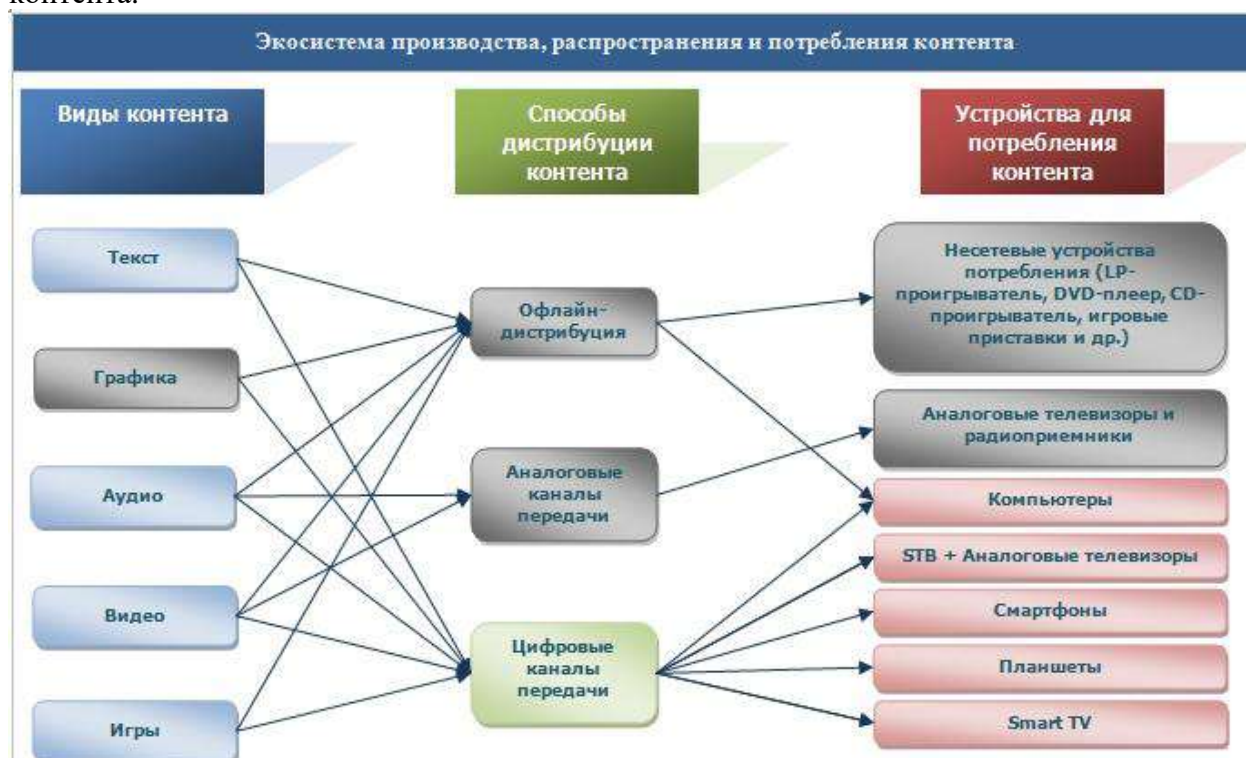 контента.
Экосистема производства, распространения и потребления контента
Виды контента
Способы
дистрибуции
контента
Устройства для
потребления
контента
Текст
Графика
Аудио
Видео
Игры
Офлайн-
дистрибуция
Аналоговые
каналы
передачи
Цифровые
каналы
передачи
Несетевые устройства
потребления (LP-
проигрыватель, DVD-плеер, CD-
проигрыватель, игровые
приставки и др.)
Аналоговые телевизоры и
радиоприемники
Компьютеры
STB + Аналоговые телевизоры
Смартфоны
Планшеты
Smart TV